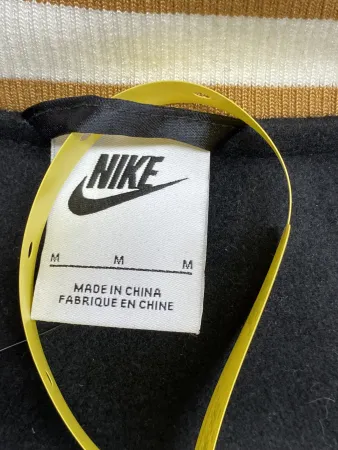 NIKE
M M M
MADE IN CHINA
FABRIQUE EN CHINE